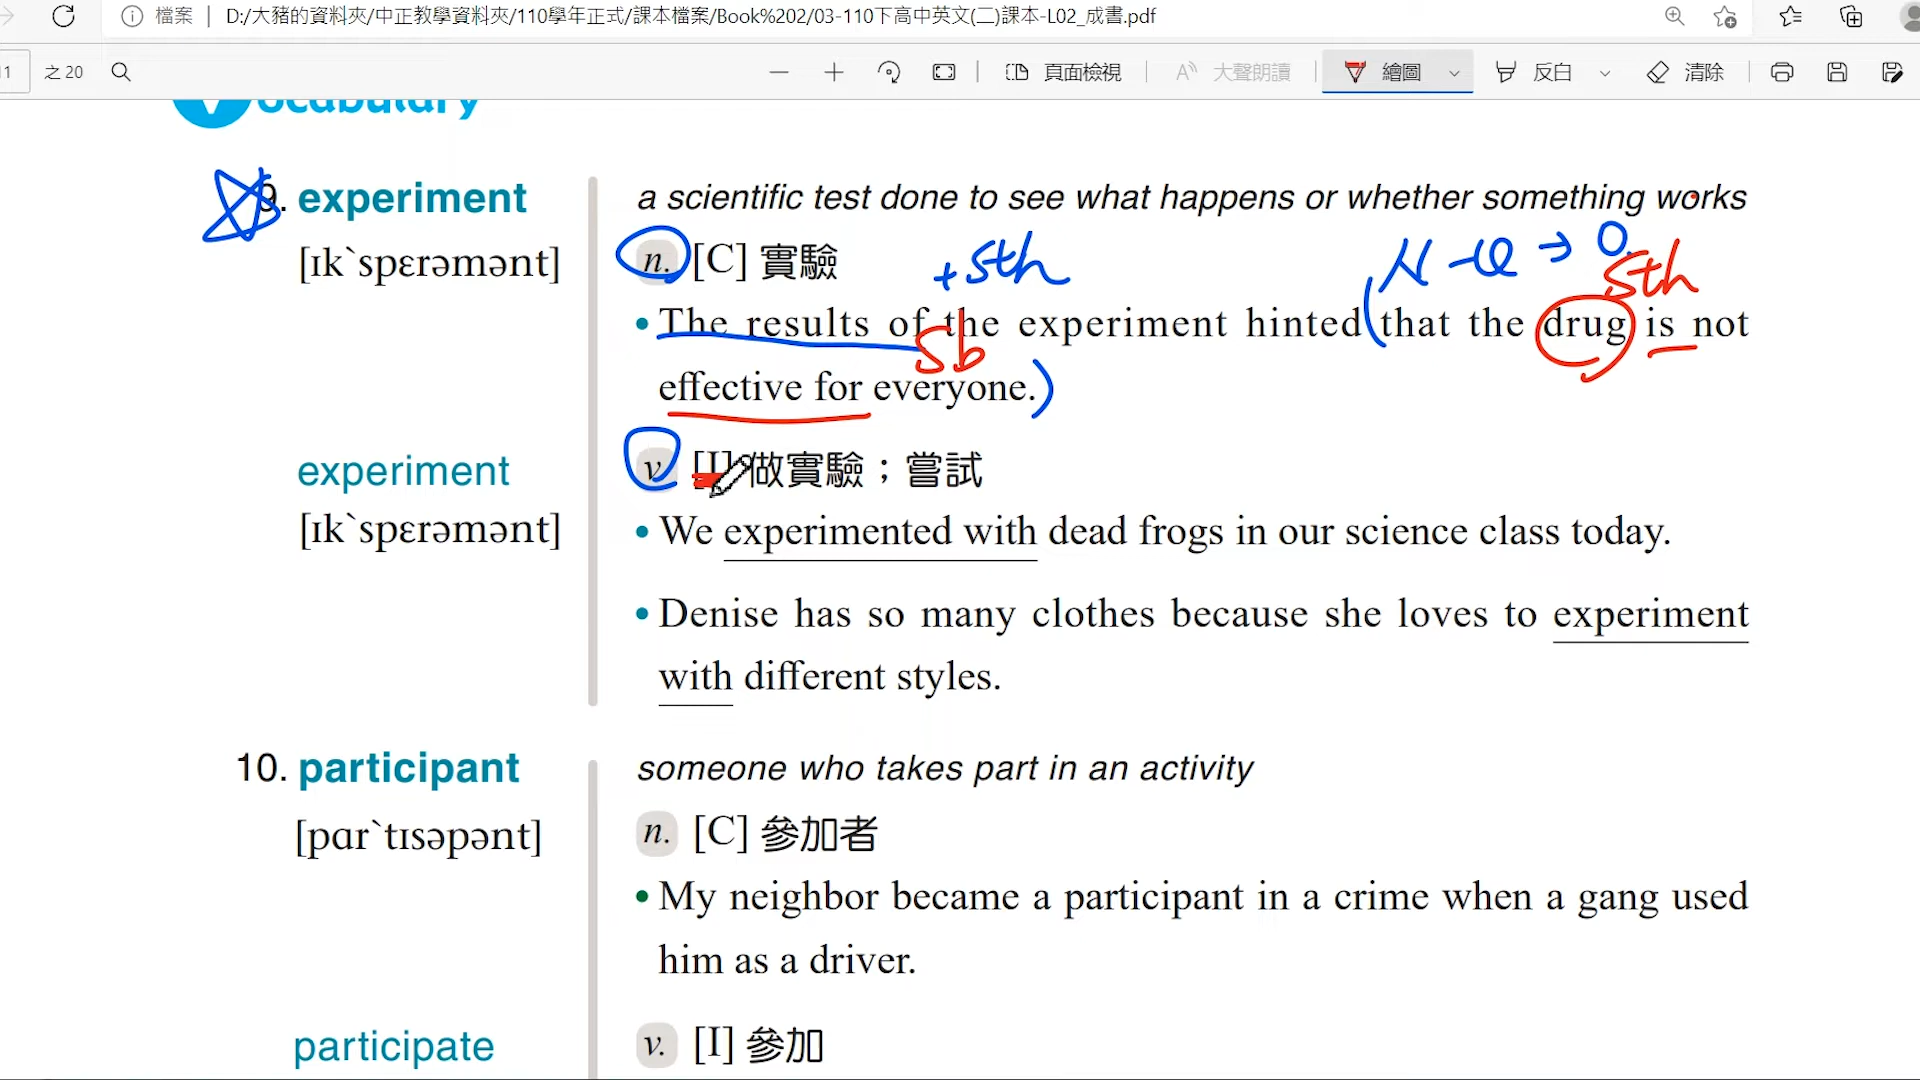 檔案 | D:/大豬的資料夾/中正教學資料夾/110學年正式/課本檔案/Book%202/03-110下高中英文(二)課本-L02_成書.pdf
之 20
頁面檢視
大聲朗讀
繪圖
反白
清除
Vocabulary
9. experiment
[ɪk`spɛrəmənt]
a scientific test done to see what happens or whether something works
n. [C] 實驗
+ sth
N-cl → O
sth
• The results of the experiment hinted (that the drug is not
sb
effective for everyone.)
experiment
[ɪk`spɛrəmənt]
v. [I] 做實驗；嘗試
• We experimented with dead frogs in our science class today.
• Denise has so many clothes because she loves to experiment
with different styles.
10. participant
[pɑr`tɪsəpənt]
someone who takes part in an activity
n. [C] 參加者
• My neighbor became a participant in a crime when a gang used
him as a driver.
participate
v. [I] 參加